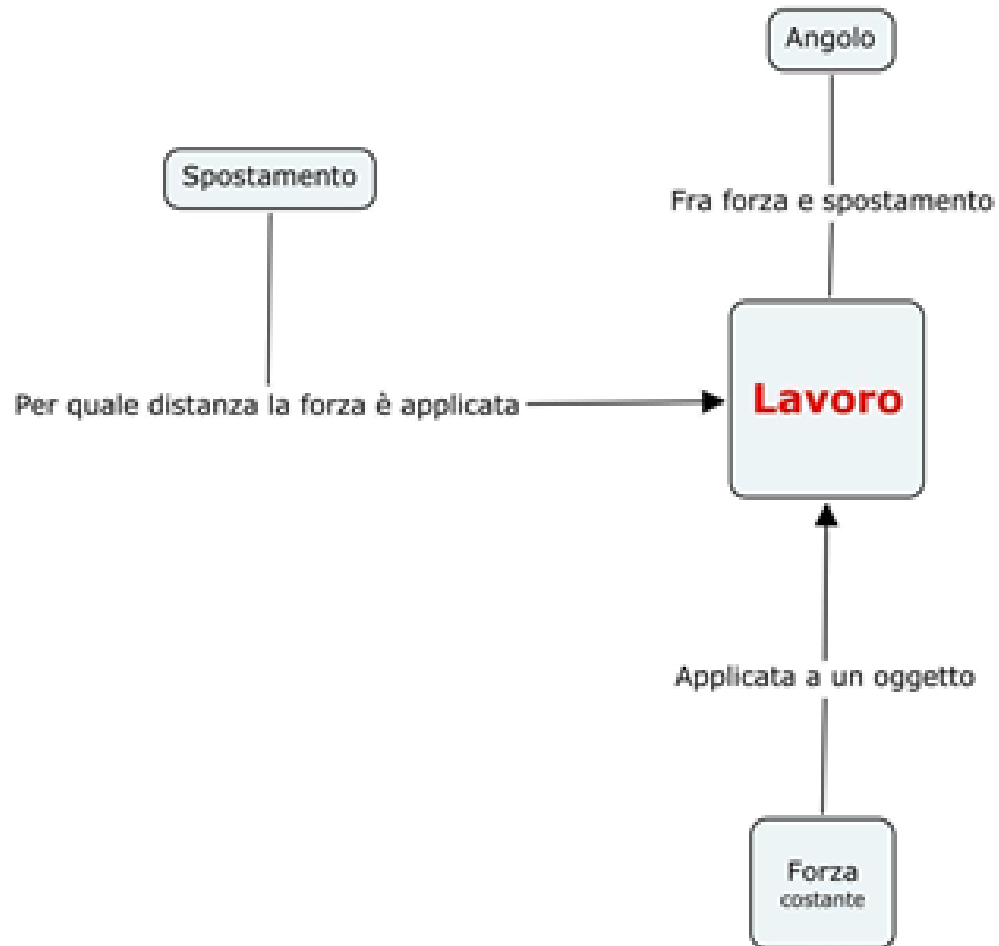 Angolo
Spostamento
Fra forza e spostamento
Lavoro
Per quale distanza la forza è applicata
Applicata a un oggetto
Forza
costante